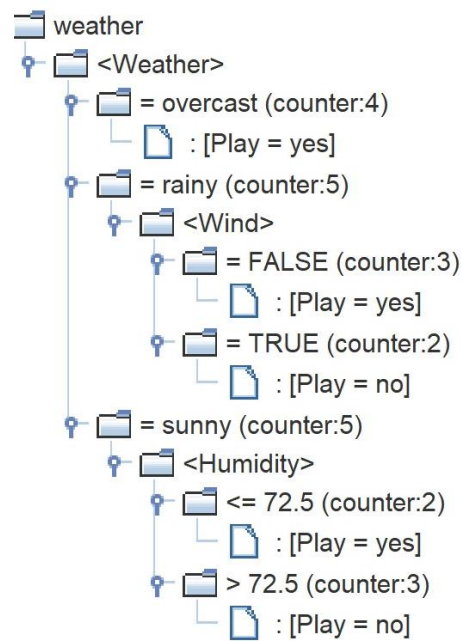 weather
<Weather>
= overcast (counter:4)
: [Play = yes]
= rainy (counter:5)
<Wind>
= FALSE (counter:3)
: [Play = yes]
= TRUE (counter:2)
: [Play = no]
= sunny (counter:5)
<Humidity>
<= 72.5 (counter:2)
: [Play = yes]
> 72.5 (counter:3)
: [Play = no]